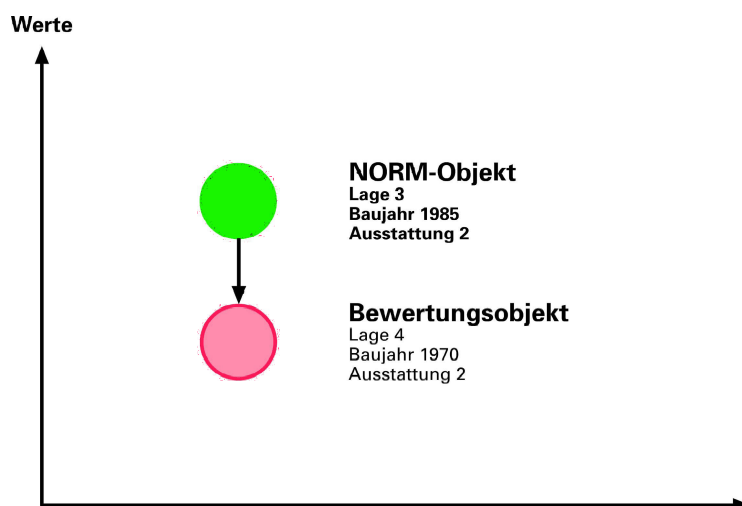 Werte
NORM-Objekt
Lage 3
Baujahr 1985
Ausstattung 2
Bewertungsobjekt
Lage 4
Baujahr 1970
Ausstattung 2